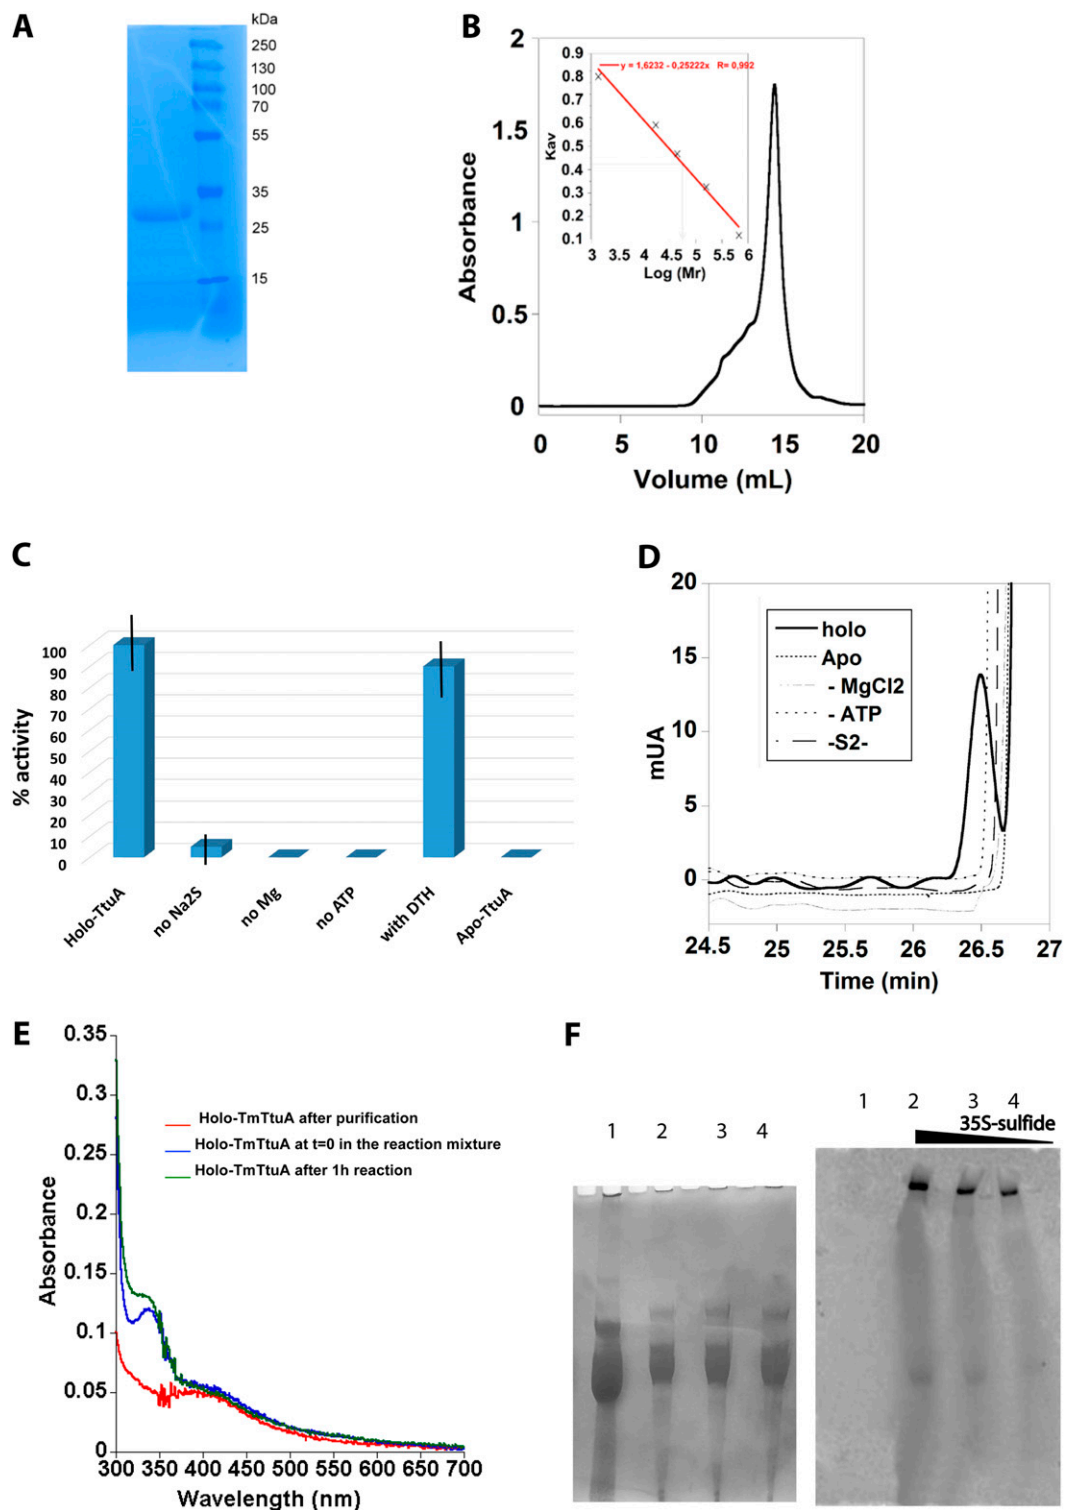 A
kDa
250
130
100
70
55
35
25
15
B
2
1.5
1
0.5
0
Absorbance
0 5 10 15 20
Volume (mL)
0.9
0.8
0.7
0.6
0.5
0.4
0.3
0.2
0.1
Kav
y = 1,6232 - 0,25222x R= 0,992
3 3.5 4 4.5 5 5.5 6
Log (Mr)
C
% activity
100
90
80
70
60
50
40
30
20
10
0
Holo-TtuA
no Na2S
no Mg
no ATP
with DTH
Apo-TtuA
D
20
15
10
5
0
mUA
holo
Apo
- MgCl2
- ATP
-S2-
24.5 25 25.5 26 26.5 27
Time (min)
E
0.35
0.3
0.25
0.2
0.15
0.1
0.05
0
Absorbance
Holo-TmTtuA after purification
Holo-TmTtuA at t=0 in the reaction mixture
Holo-TmTtuA after 1h reaction
300 350 400 450 500 550 600 650 700
Wavelength (nm)
F
1 2 3 4
1 2 3 4
35S-sulfide